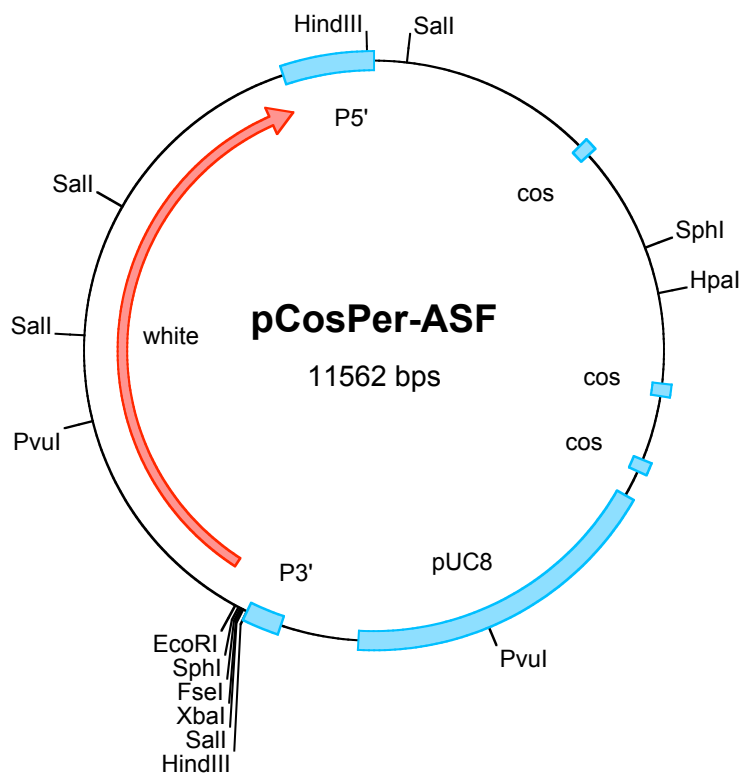 HindIII
SalI
P5'
cos
SalI
SphI
HpaI
pCosPer-ASF
white
SalI
11562 bps
cos
cos
PvuI
pUC8
P3'
EcoRI
PvuI
SphI
FseI
XbaI
SalI
HindIII